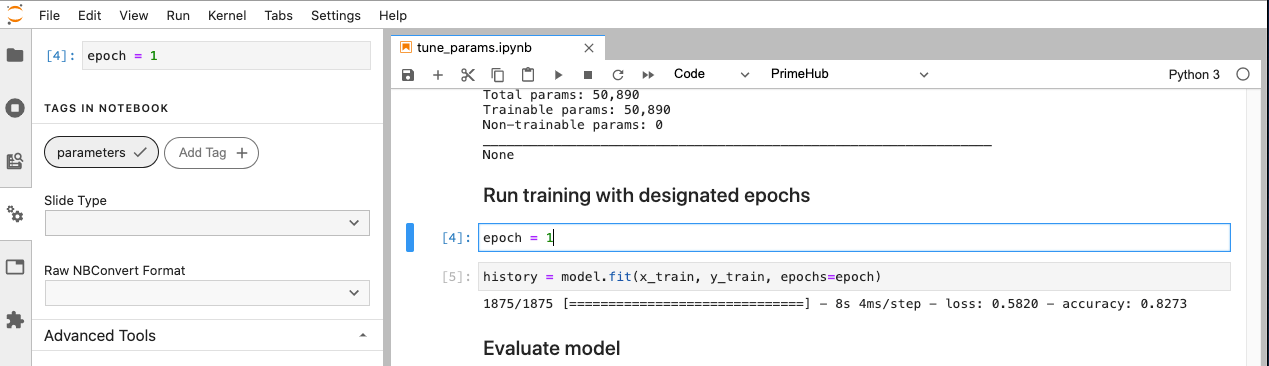 File Edit View Run Kernel Tabs Settings Help
[4]: epoch = 1
TAGS IN NOTEBOOK
parameters
Add Tag +
Slide Type
Raw NBConvert Format
Advanced Tools
tune_params.ipynb
Code
PrimeHub
Python 3
Total params: 50,890
Trainable params: 50,890
Non-trainable params: 0
_________________________________________________________________
None
Run training with designated epochs
[4]: epoch = 1
[5]: history = model.fit(x_train, y_train, epochs=epoch)
1875/1875 [==============================] - 8s 4ms/step - loss: 0.5820 - accuracy: 0.8273
Evaluate model